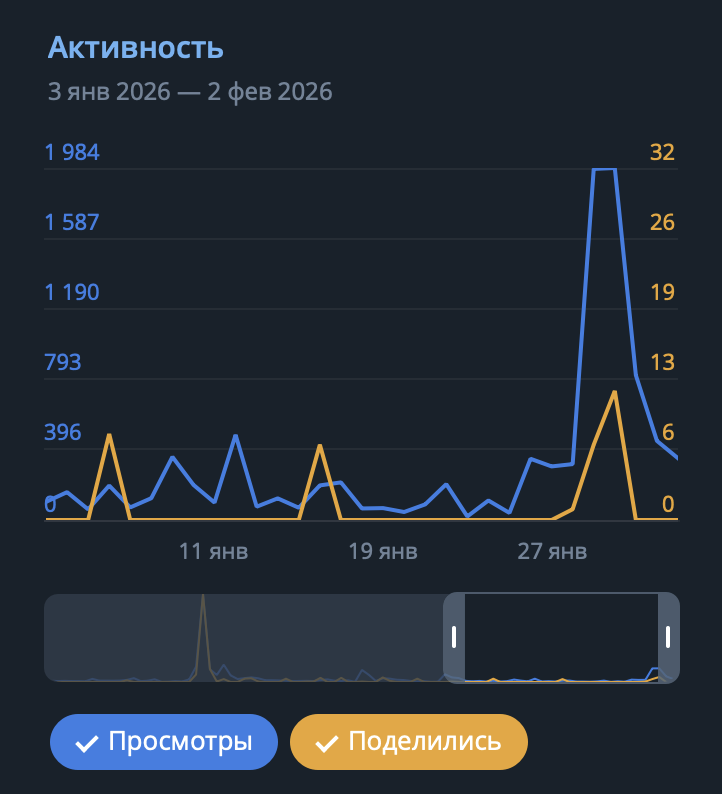 Активность
3 янв 2026 — 2 фев 2026
1 984 32
1 587 26
1 190 19
793 13
396 6
0 0
11 янв 19 янв 27 янв
Просмотры Поделились